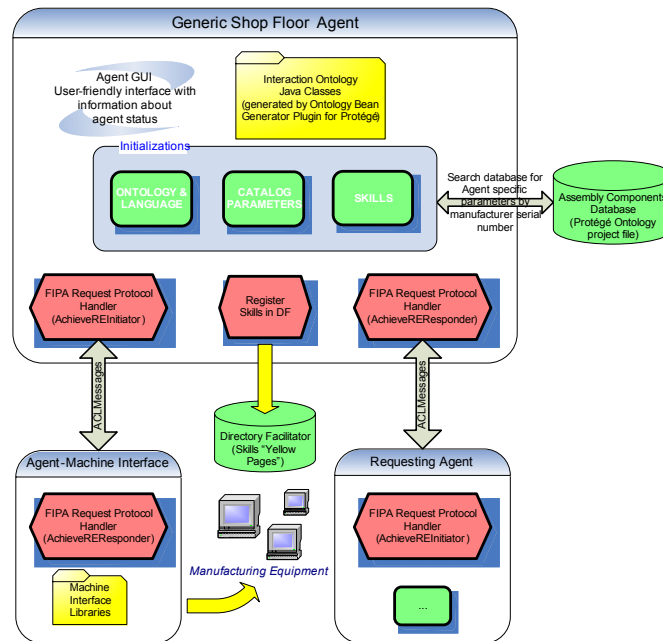 Generic Shop Floor Agent
Agent GUI
User-friendly interface with
information about
agent status
Interaction Ontology
Java Classes
(generated by Ontology Bean
Generator Plugin for Protégé)
Initializations
ONTOLOGY &
LANGUAGE
CATALOG
PARAMETERS
SKILLS
Search database for
Agent specific
parameters by
manufacturer serial
number
Assembly Components
Database
(Protégé Ontology
project file)
FIPA Request Protocol
Handler
(AchieveREInitiator)
Register
Skills in DF
FIPA Request Protocol
Handler
(AchieveREResponder)
ACLMessages
ACLMessages
Directory Facilitator
(Skills "Yellow
Pages")
Agent-Machine Interface
FIPA Request Protocol
Handler
(AchieveREResponder)
Machine
Interface
Libraries
Manufacturing Equipment
Requesting Agent
FIPA Request Protocol
Handler
(AchieveREInitiator)
...